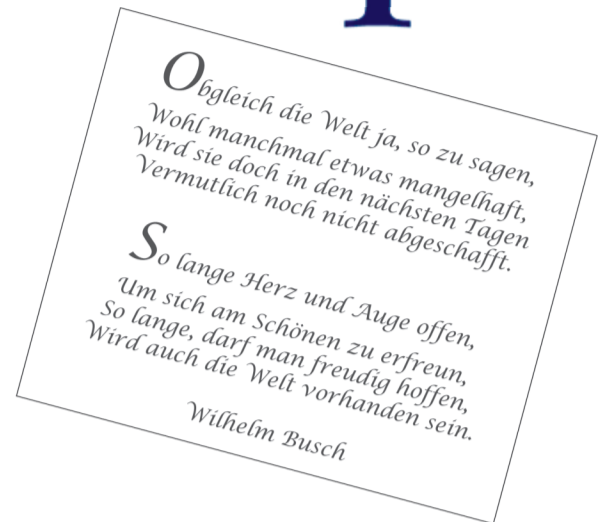 Obgleich die Welt ja, so zu sagen,
Wohl manchmal etwas mangelhaft,
Wird sie doch in den nächsten Tagen
Vermutlich noch nicht abgeschafft.
So lange Herz und Auge offen,
Um sich am Schönen zu erfreun,
So lange, darf man freudig hoffen,
Wird auch die Welt vorhanden sein.
Wilhelm Busch